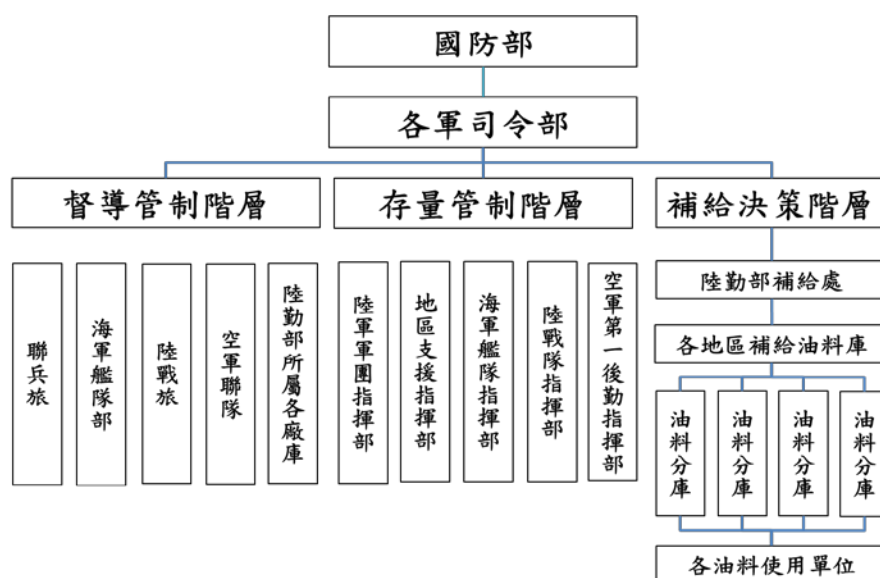 國防部
各軍司令部
督導管制階層
存量管制階層
補給決策階層
聯兵旅
海軍艦隊部
陸戰旅
空軍聯隊
陸勤部所屬各廠庫
陸軍軍團指揮部
地區支援指揮部
海軍艦隊指揮部
陸戰隊指揮部
空軍第一後勤指揮部
陸勤部補給處
各地區補給油料庫
油料分庫
油料分庫
油料分庫
油料分庫
各油料使用單位